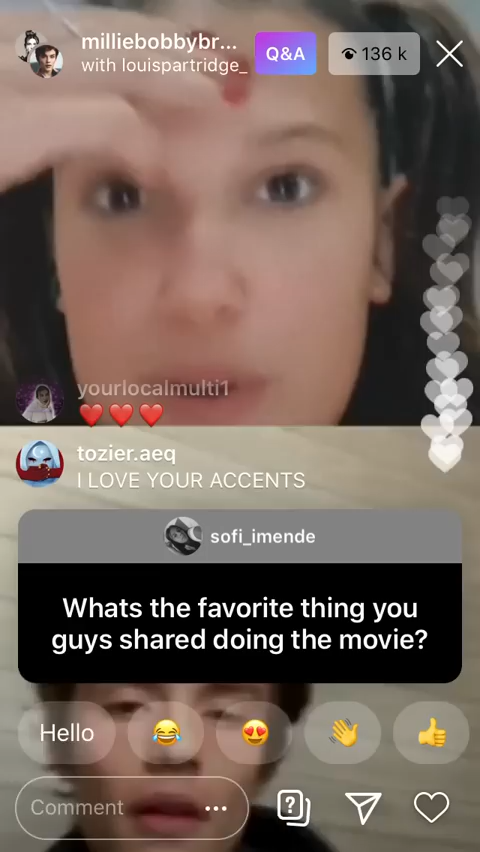 milliebobbybr...
with louispartridge_
Q&A
136 k
yourlocalmulti1
❤️❤️❤️
tozier.aeq
I LOVE YOUR ACCENTS
sofi_imende
Whats the favorite thing you
guys shared doing the movie?
Hello
😂
😍
👋
👍
Comment